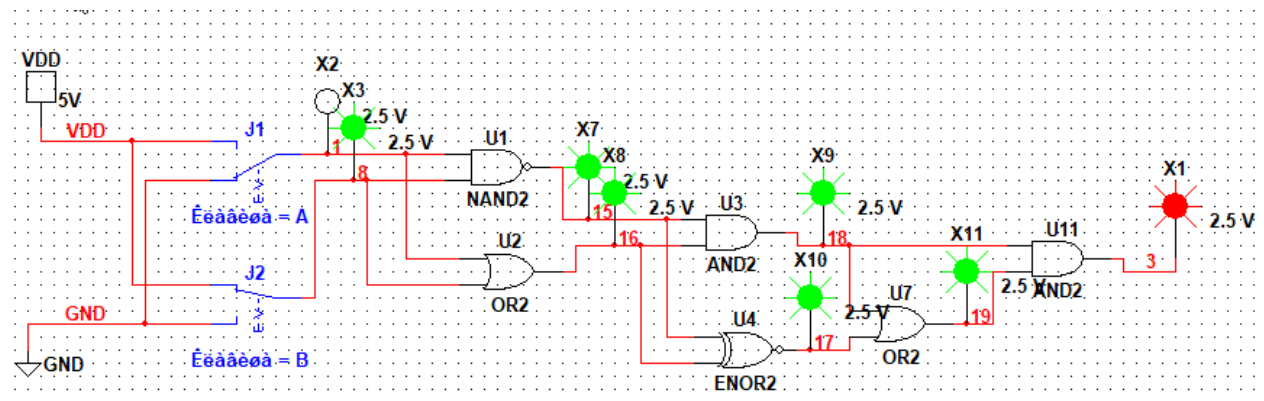 VDD
5V
VDD
J1
Êëàâèøà = A
J2
GND
GND
Êëàâèøà = B
X2
X3
2.5 V
1
2.5 V
8
U1
NAND2
U2
OR2
X7
X8
2.5 V
15
2.5 V
16
U3
AND2
X9
2.5 V
18
X10
2.5 V
U4
17
ENOR2
U7
OR2
X11
2.5 V
19
U11
AND2
X1
2.5 V
3